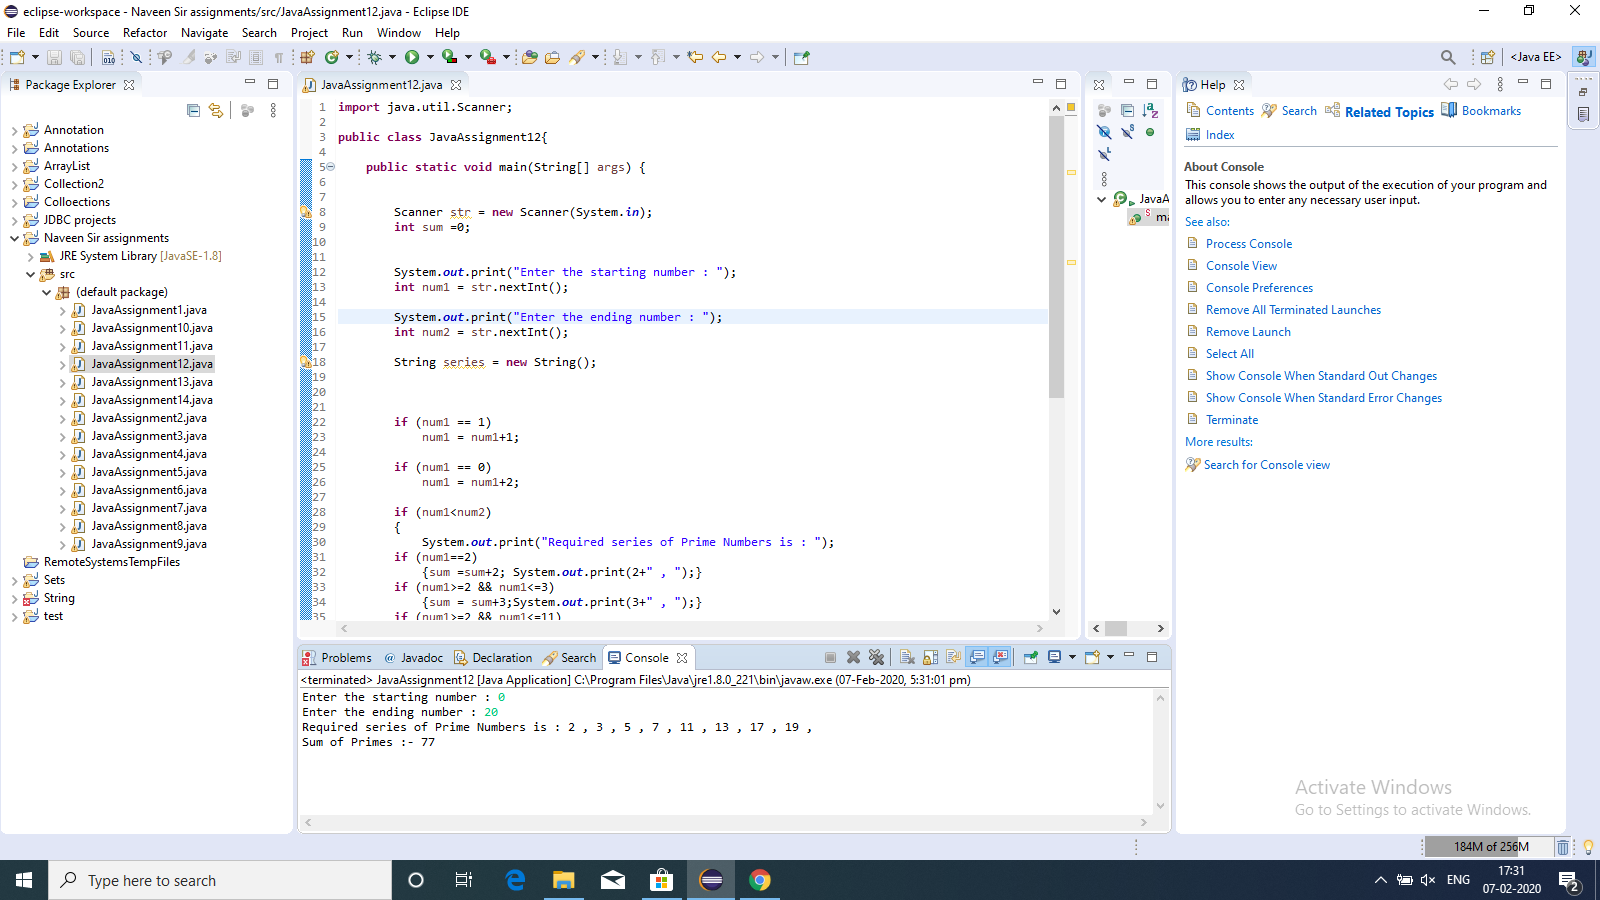 eclipse-workspace - Naveen Sir assignments/src/JavaAssignment12.java - Eclipse IDE
File Edit Source Refactor Navigate Search Project Run Window Help
<Java EE>
Package Explorer
Annotation
Annotations
ArrayList
Collection2
Colloections
JDBC projects
Naveen Sir assignments
JRE System Library [JavaSE-1.8]
src
(default package)
JavaAssignment1.java
JavaAssignment10.java
JavaAssignment11.java
JavaAssignment12.java
JavaAssignment13.java
JavaAssignment14.java
JavaAssignment2.java
JavaAssignment3.java
JavaAssignment4.java
JavaAssignment5.java
JavaAssignment6.java
JavaAssignment7.java
JavaAssignment8.java
JavaAssignment9.java
RemoteSystemsTempFiles
Sets
String
test
JavaAssignment12.java
1 import java.util.Scanner;
2
3 public class JavaAssignment12{
4
5 public static void main(String[] args) {
6
7
8 Scanner str = new Scanner(System.in);
9 int sum =0;
10
11
12 System.out.print("Enter the starting number : ");
13 int num1 = str.nextInt();
14
15 System.out.print("Enter the ending number : ");
16 int num2 = str.nextInt();
17
18 String series = new String();
19
20
21
22 if (num1 == 1)
23 num1 = num1+1;
24
25 if (num1 == 0)
26 num1 = num1+2;
27
28 if (num1<num2)
29 {
30 System.out.print("Required series of Prime Numbers is : ");
31 if (num1==2)
32 {sum =sum+2; System.out.print(2+" , ");}
33 if (num1>=2 && num1<=3)
34 {sum = sum+3;System.out.print(3+" , ");}
35 if (num1>=2 && num1<=11)
JavaA
ma
Help
Contents Search Related Topics Bookmarks
Index
About Console
This console shows the output of the execution of your program and
allows you to enter any necessary user input.
See also:
Process Console
Console View
Console Preferences
Remove All Terminated Launches
Remove Launch
Select All
Show Console When Standard Out Changes
Show Console When Standard Error Changes
Terminate
More results:
Search for Console view
Problems @ Javadoc Declaration Search Console
<terminated> JavaAssignment12 [Java Application] C:\Program Files\Java\jre1.8.0_221\bin\javaw.exe (07-Feb-2020, 5:31:01 pm)
Enter the starting number : 0
Enter the ending number : 20
Required series of Prime Numbers is : 2 , 3 , 5 , 7 , 11 , 13 , 17 , 19 ,
Sum of Primes :- 77
Activate Windows
Go to Settings to activate Windows.
184M of 256M
Type here to search
ENG
17:31
07-02-2020
2